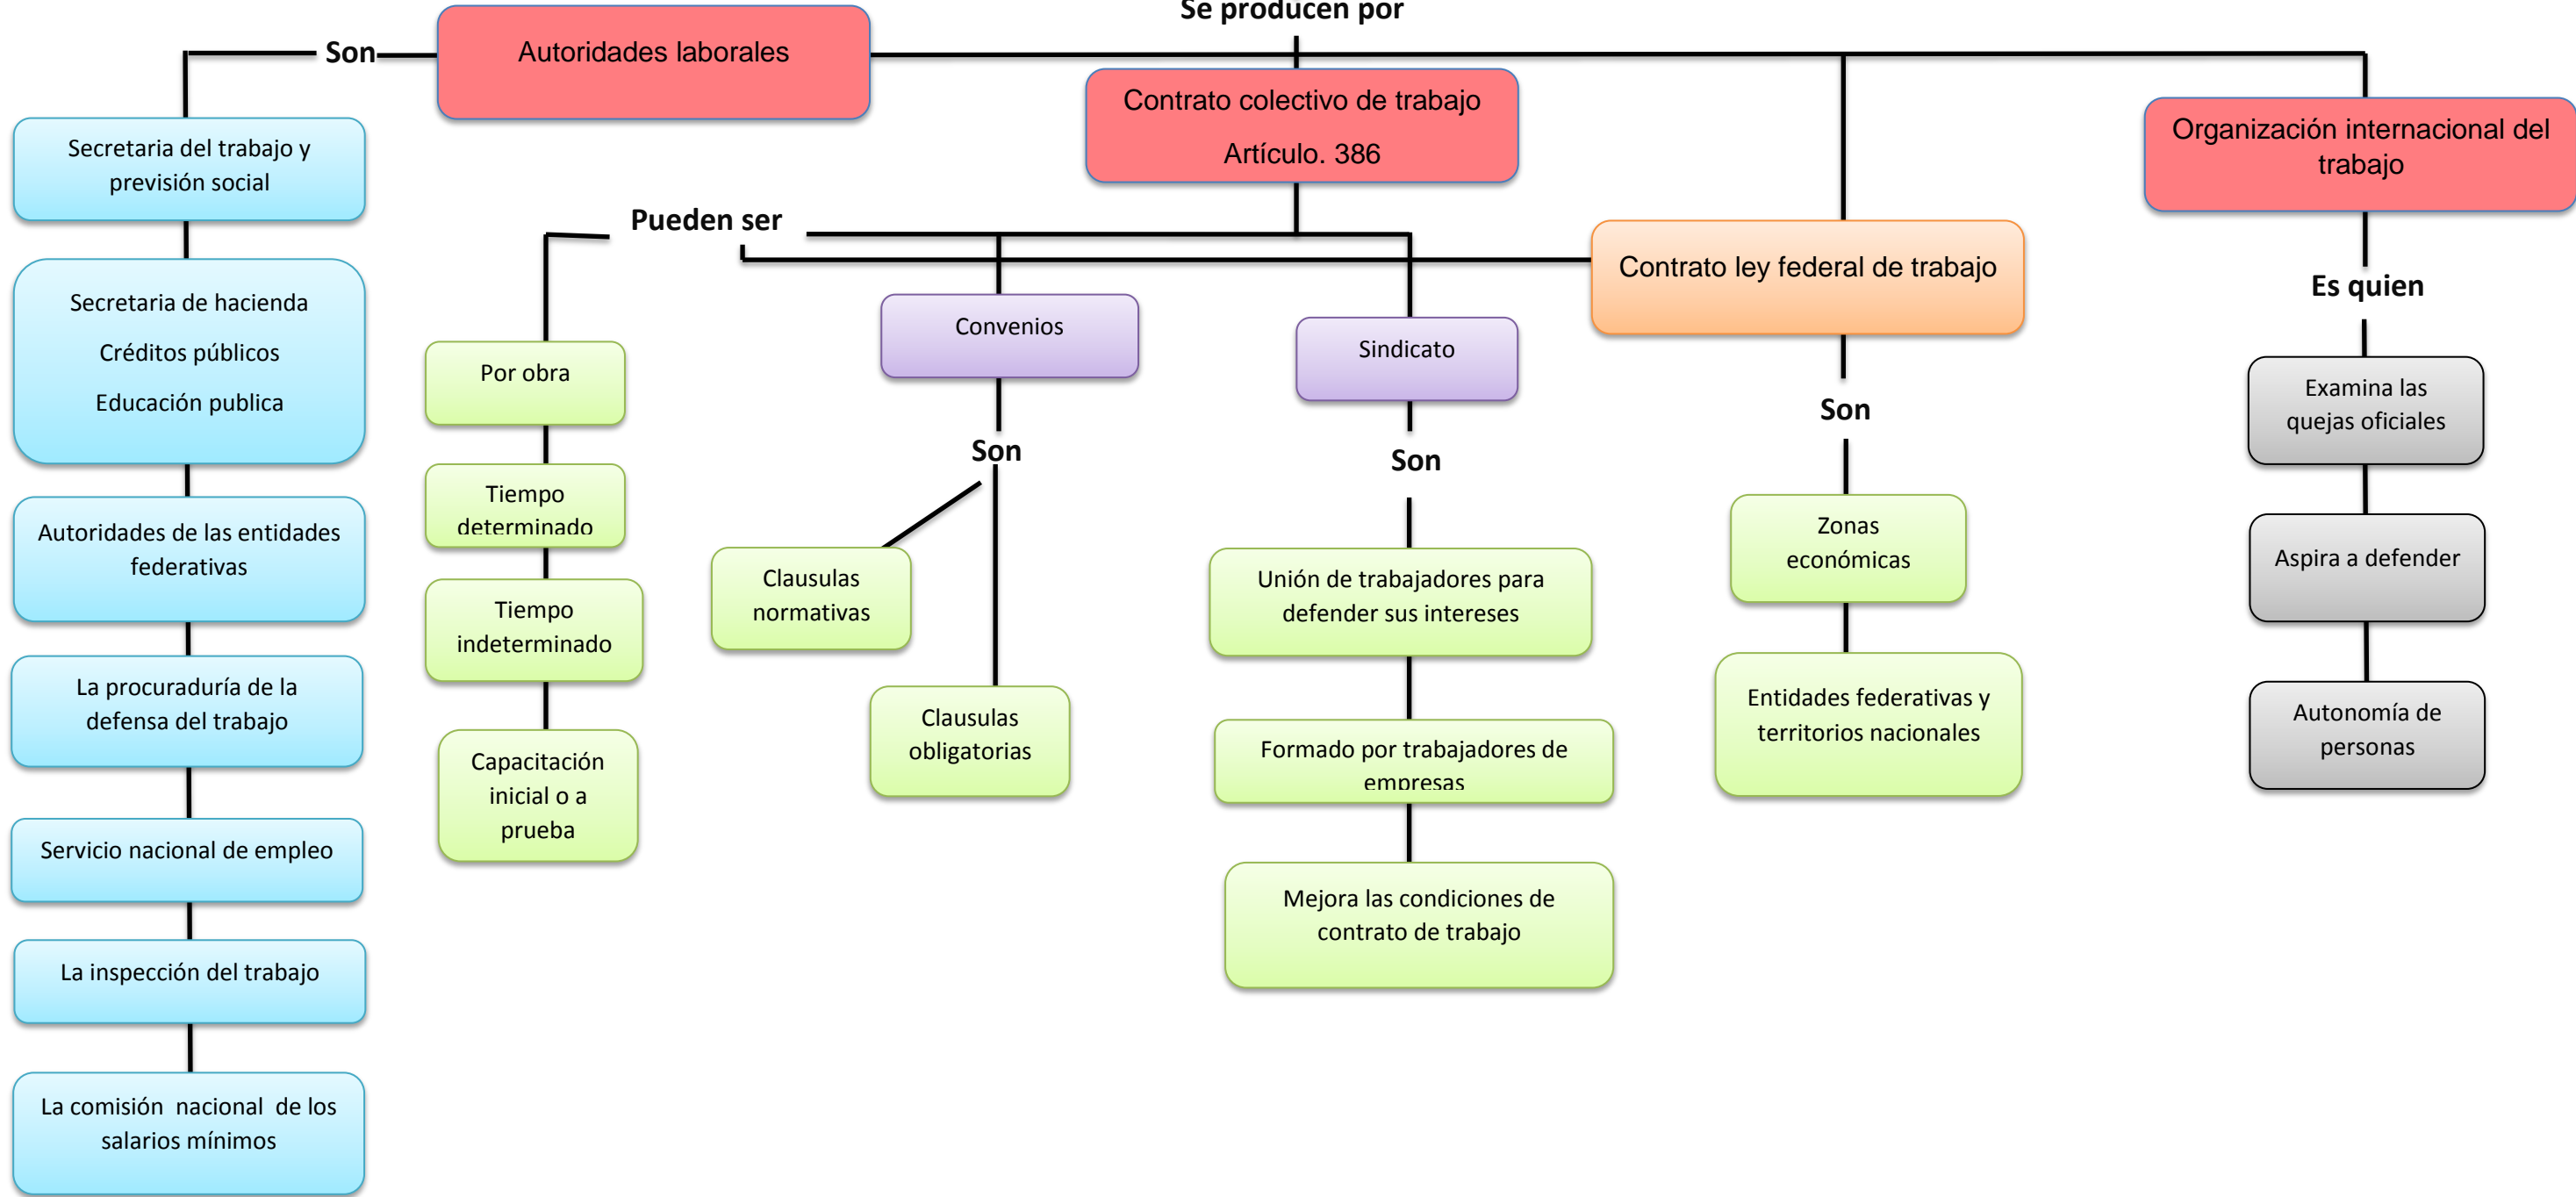 Se producen por
Son
Autoridades laborales
Contrato colectivo de trabajo
Artículo. 386
Organización internacional del
trabajo
Secretaria del trabajo y
previsión social
Secretaria de hacienda
Créditos públicos
Educación publica
Autoridades de las entidades
federativas
La procuraduría de la
defensa del trabajo
Servicio nacional de empleo
La inspección del trabajo
La comisión nacional de los
salarios mínimos
Pueden ser
Por obra
Tiempo
determinado
Tiempo
indeterminado
Capacitación
inicial o a
prueba
Convenios
Son
Clausulas
normativas
Clausulas
obligatorias
Sindicato
Son
Unión de trabajadores para
defender sus intereses
Formado por trabajadores de
empresas
Mejora las condiciones de
contrato de trabajo
Contrato ley federal de trabajo
Son
Zonas
económicas
Entidades federativas y
territorios nacionales
Es quien
Examina las
quejas oficiales
Aspira a defender
Autonomía de
personas